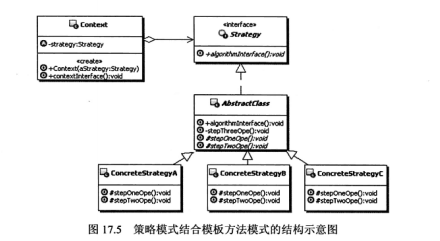 Context
-strategy:Strategy
«create»
+Context(aStrategy:Strategy)
+contextInterface():void
«interface»
Strategy
+algorithmInterface():void
AbstractClass
+algorithmInterface():void
-stepThreeOpe():void
#stepOneOpe():void
#stepTwoOpe():void
ConcreteStrategyA
#stepOneOpe():void
#stepTwoOpe():void
ConcreteStrategyB
#stepOneOpe():void
#stepTwoOpe():void
ConcreteStrategyC
#stepOneOpe():void
#stepTwoOpe():void
图 17.5 策略模式结合模板方法模式的结构示意图